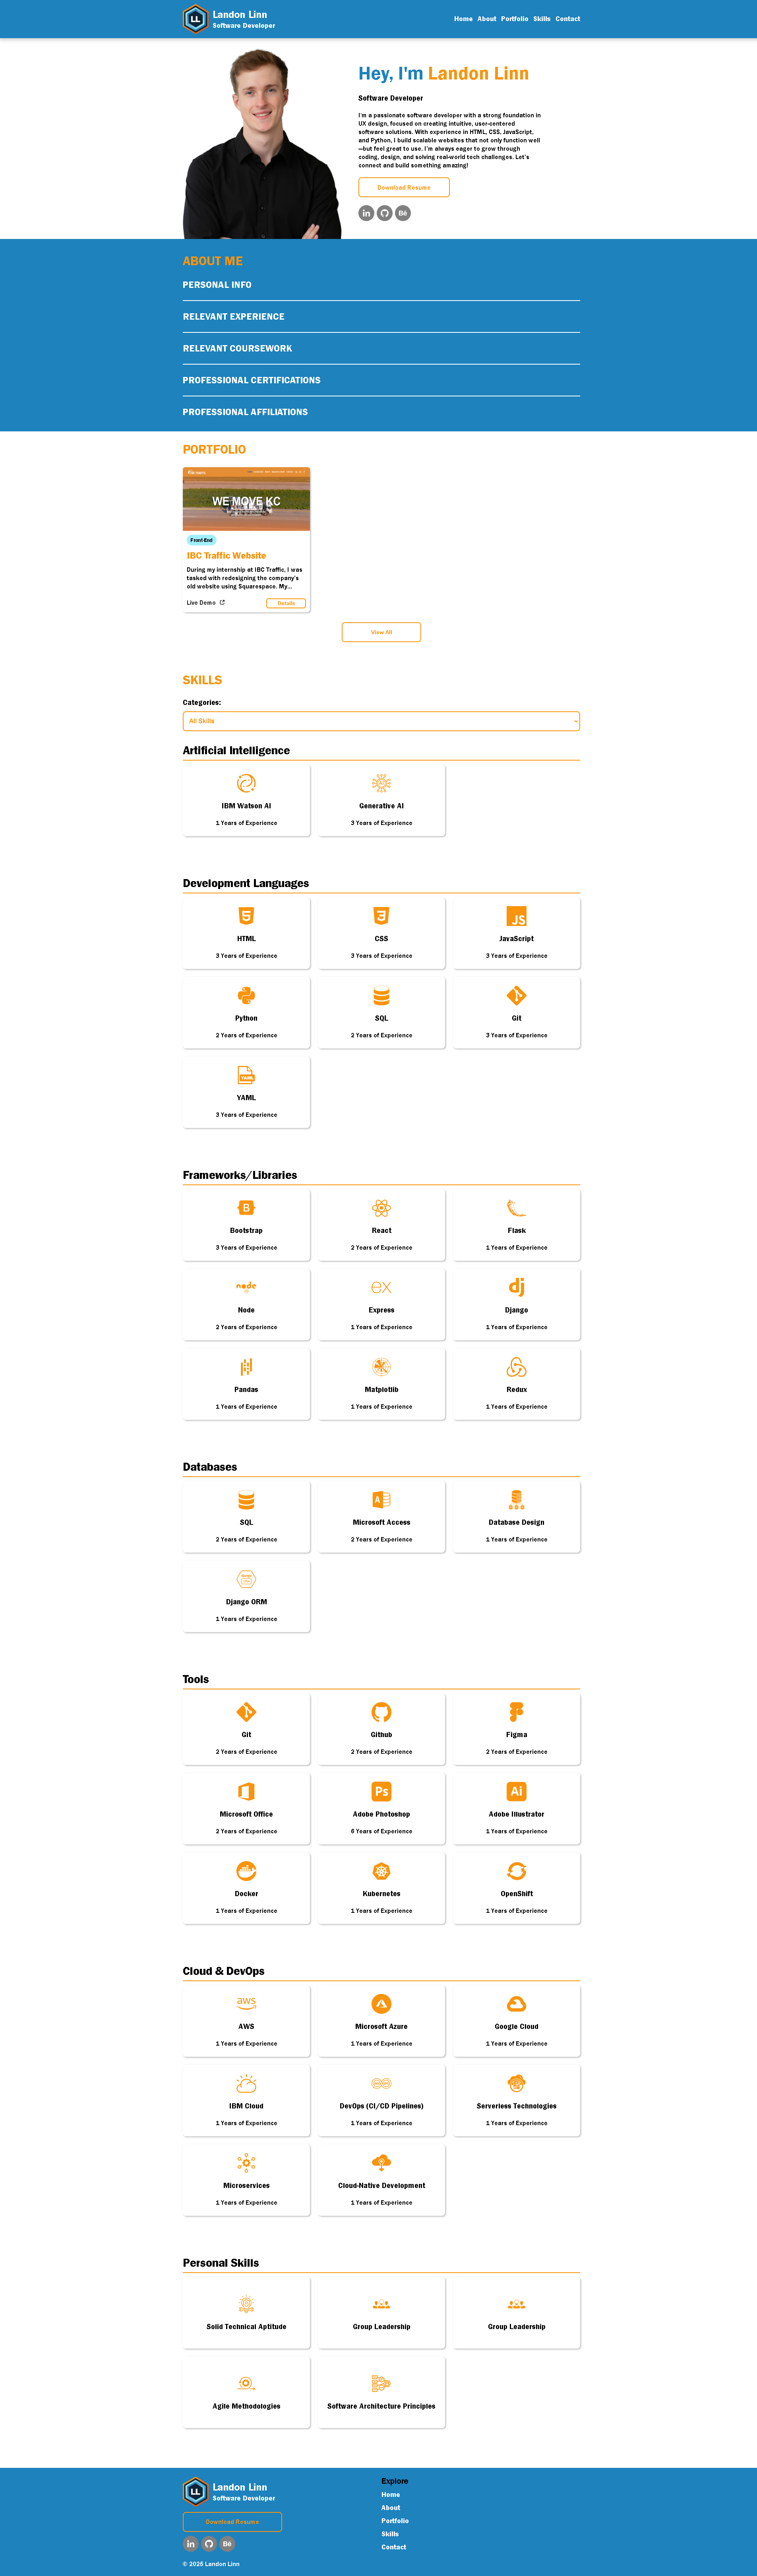 LL
Landon Linn
Software Developer
Home About Portfolio Skills Contact
Hey, I'm Landon Linn
Software Developer
I'm a passionate software developer with a strong foundation in
UX design, focused on creating intuitive, user-centered
software solutions. With experience in HTML, CSS, JavaScript,
and Python, I build scalable websites that not only function well
—but feel great to use. I'm always eager to grow through
coding, design, and solving real-world tech challenges. Let's
connect and build something amazing!
Download Resume
in
Bē
ABOUT ME
PERSONAL INFO
RELEVANT EXPERIENCE
RELEVANT COURSEWORK
PROFESSIONAL CERTIFICATIONS
PROFESSIONAL AFFILIATIONS
PORTFOLIO
WE MOVE KC
Front-End
IBC Traffic Website
During my internship at IBC Traffic, I was
tasked with redesigning the company's
old website using Squarespace. My...
Live Demo
Details
View All
SKILLS
Categories:
All Skills
Artificial Intelligence
IBM Watson AI
1 Years of Experience
Generative AI
3 Years of Experience
Development Languages
HTML
3 Years of Experience
CSS
3 Years of Experience
JS
JavaScript
3 Years of Experience
Python
2 Years of Experience
SQL
2 Years of Experience
Git
3 Years of Experience
YAML
YAML
3 Years of Experience
Frameworks/Libraries
B
Bootstrap
3 Years of Experience
React
2 Years of Experience
Flask
1 Years of Experience
node
Node
2 Years of Experience
ex
Express
1 Years of Experience
dj
Django
1 Years of Experience
Pandas
1 Years of Experience
Matplotlib
1 Years of Experience
Redux
1 Years of Experience
Databases
SQL
2 Years of Experience
A
Microsoft Access
2 Years of Experience
Database Design
1 Years of Experience
Django ORM
1 Years of Experience
Tools
Git
2 Years of Experience
Github
2 Years of Experience
Figma
2 Years of Experience
Microsoft Office
2 Years of Experience
Ps
Adobe Photoshop
6 Years of Experience
Ai
Adobe Illustrator
1 Years of Experience
Docker
1 Years of Experience
Kubernetes
1 Years of Experience
OpenShift
1 Years of Experience
Cloud & DevOps
aws
AWS
1 Years of Experience
Microsoft Azure
1 Years of Experience
Google Cloud
1 Years of Experience
IBM Cloud
1 Years of Experience
DevOps (CI/CD Pipelines)
1 Years of Experience
Serverless Technologies
1 Years of Experience
Microservices
1 Years of Experience
Cloud-Native Development
1 Years of Experience
Personal Skills
Solid Technical Aptitude
Group Leadership
Group Leadership
Agile Methodologies
Software Architecture Principles
LL
Landon Linn
Software Developer
Download Resume
in
Bē
© 2025 Landon Linn
Explore
Home
About
Portfolio
Skills
Contact